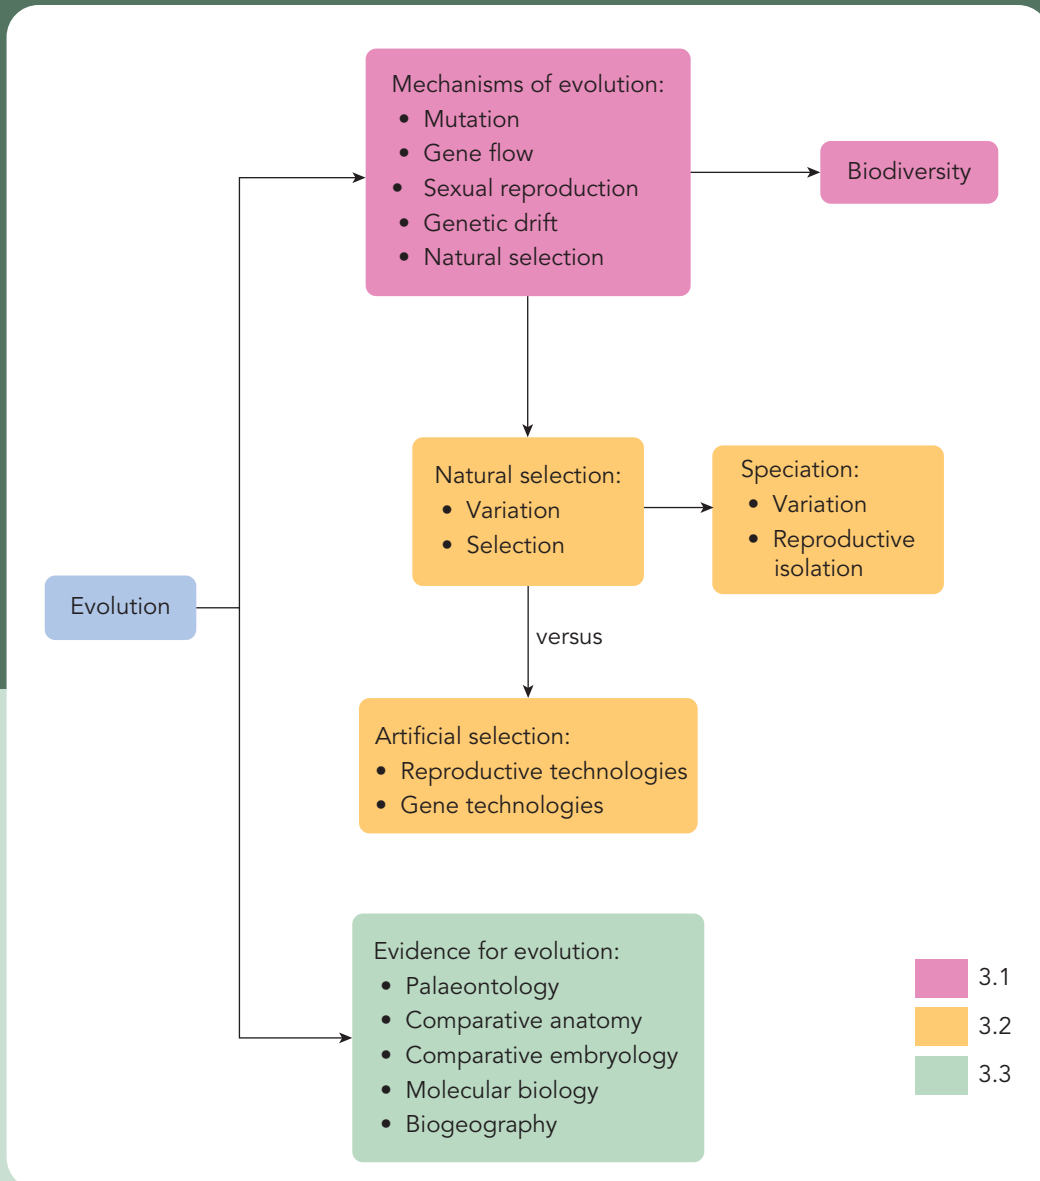 Mechanisms of evolution:
• Mutation
• Gene flow
• Sexual reproduction
• Genetic drift
• Natural selection
Biodiversity
Natural selection:
• Variation
• Selection
Speciation:
• Variation
• Reproductive
isolation
Evolution
versus
Artificial selection:
• Reproductive technologies
• Gene technologies
Evidence for evolution:
• Palaeontology
• Comparative anatomy
• Comparative embryology
• Molecular biology
• Biogeography
3.1
3.2
3.3